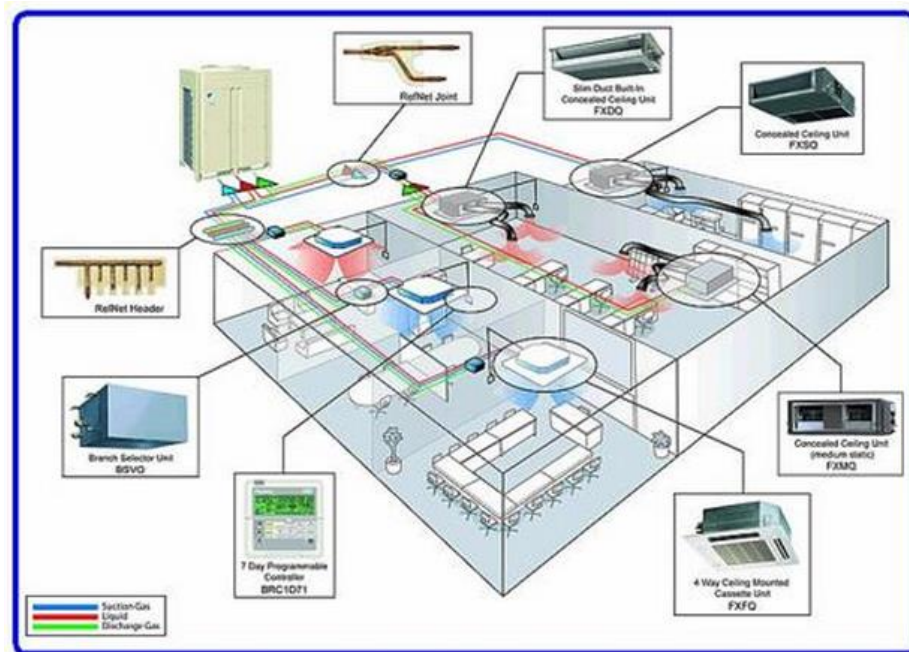 RefNet Joint
Slim Duct Built-In
Concealed Ceiling Unit
FXDQ
Concealed Ceiling Unit
FXSQ
RefNet Header
Branch Selector Unit
BSVQ
Concealed Ceiling Unit
(medium static)
FXMQ
7 Day Programmable
Controller
BRC1D71
4 Way Ceiling Mounted
Cassette Unit
FXFQ
Suction Gas
Liquid
Discharge Gas